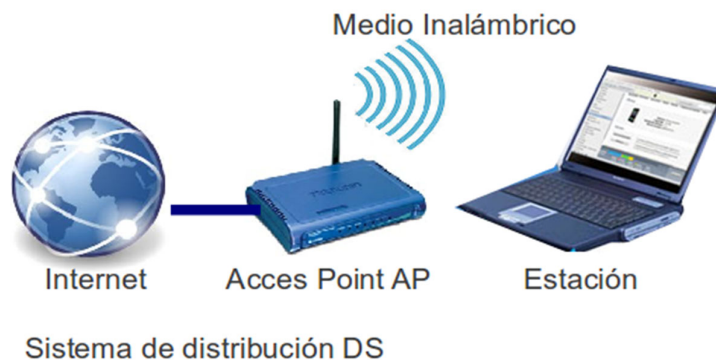 Medio Inalámbrico
Internet
Acces Point AP
Estación
Sistema de distribución DS